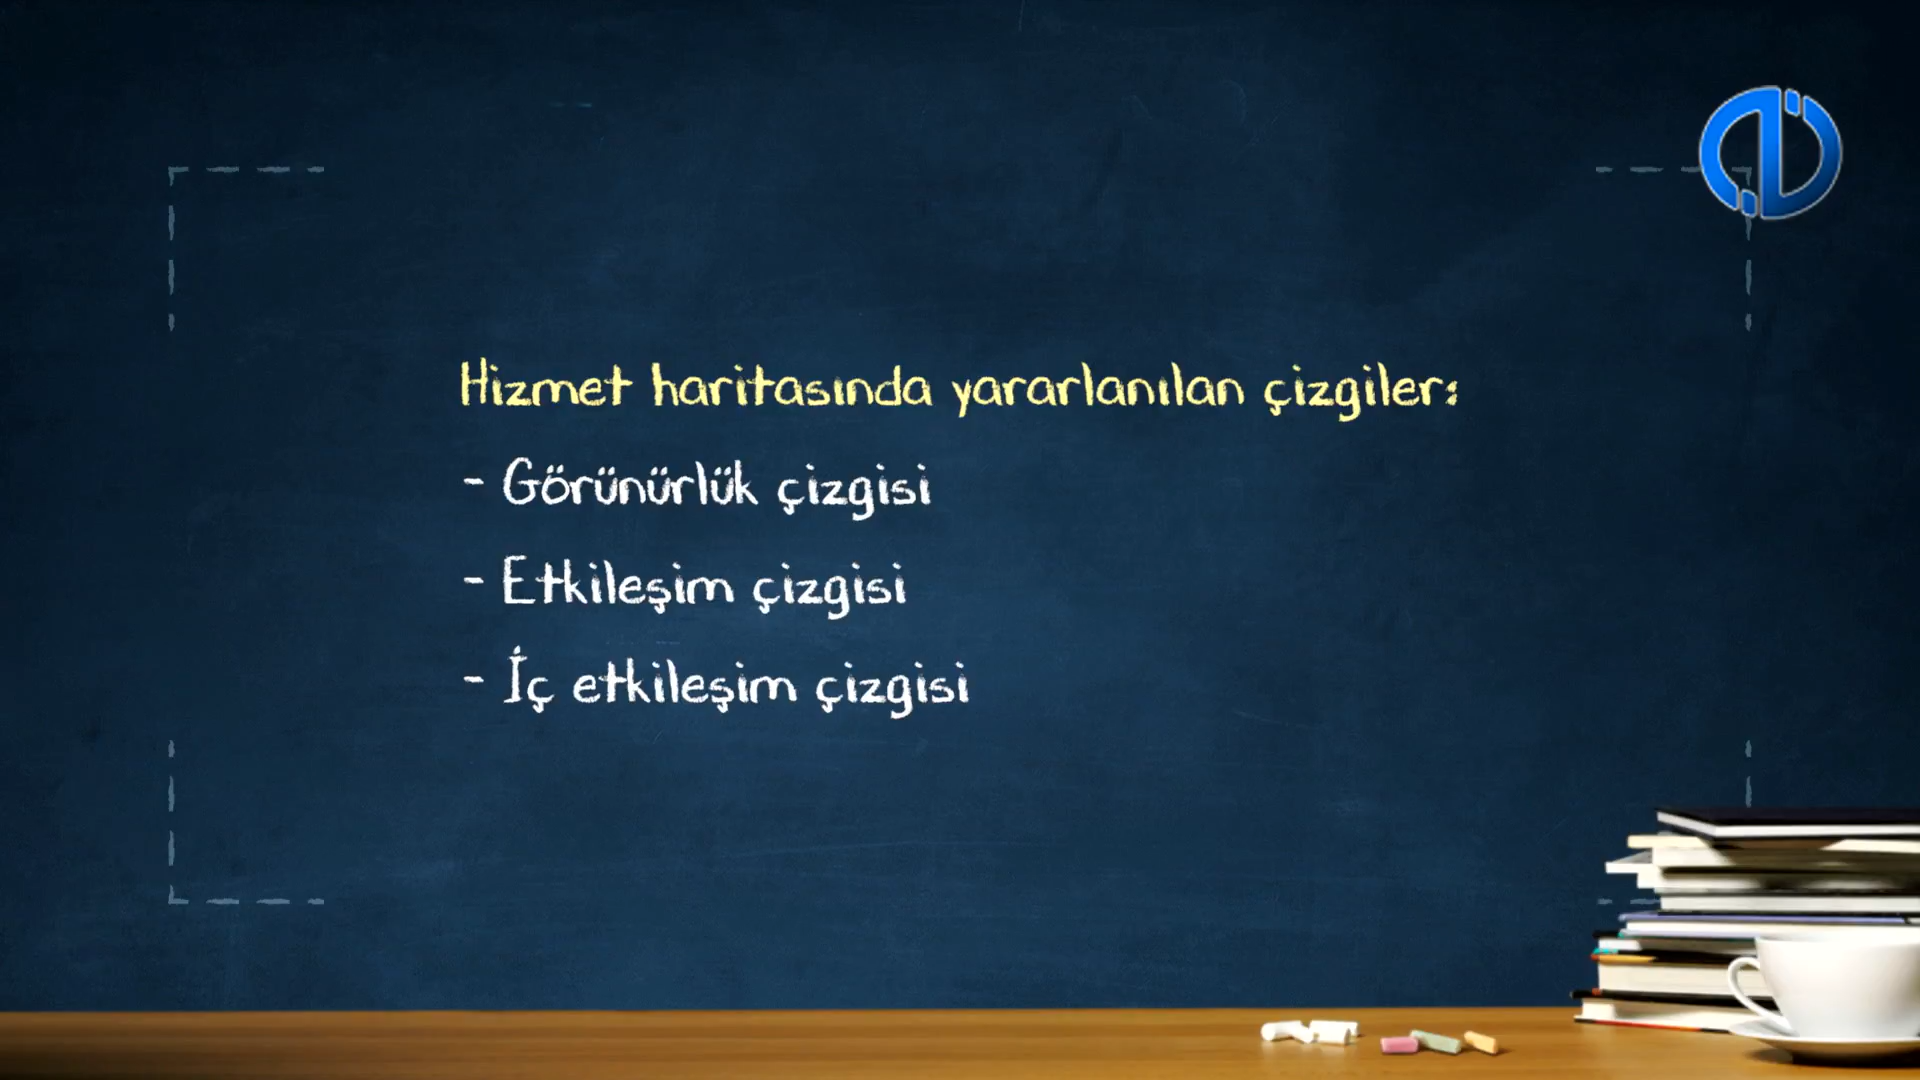 Hizmet haritasında yararlanılan çizgiler:
- Görünürlük çizgisi
- Etkileşim çizgisi
- İç etkileşim çizgisi